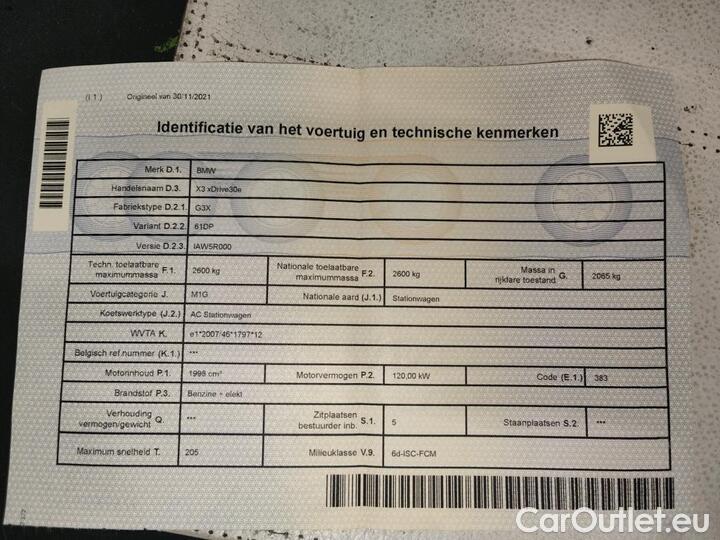 (I.1.) Origineel van 30/11/2021
Identificatie van het voertuig en technische kenmerken
Merk D.1. BMW
Handelsnaam D.3. X3 xDrive30e
Fabriekstype D.2.1. G3X
Variant D.2.2. 61DP
Versie D.2.3. IAW5R000
Techn. toelaatbare maximummassa F.1. 2600 kg Nationale toelaatbare maximummassa F.2. 2600 kg Massa in rijklare toestand G. 2065 kg
Voertuigcategorie J. M1G Nationale aard (J.1.) Stationwagen
Koetswerktype (J.2.) AC Stationwagen
WVTA K. e1*2007/46*1797*12
Belgisch ref.nummer (K.1.) ***
Motorinhoud P.1. 1998 cm³ Motorvermogen P.2. 120,00 kW Code (E.1.) 383
Brandstof P.3. Benzine + elekt
Verhouding vermogen/gewicht Q. *** Zitplaatsen bestuurder inb. S.1. 5 Staanplaatsen S.2. ***
Maximum snelheid T. 205 Milieuklasse V.9. 6d-ISC-FCM
CarOutlet.eu